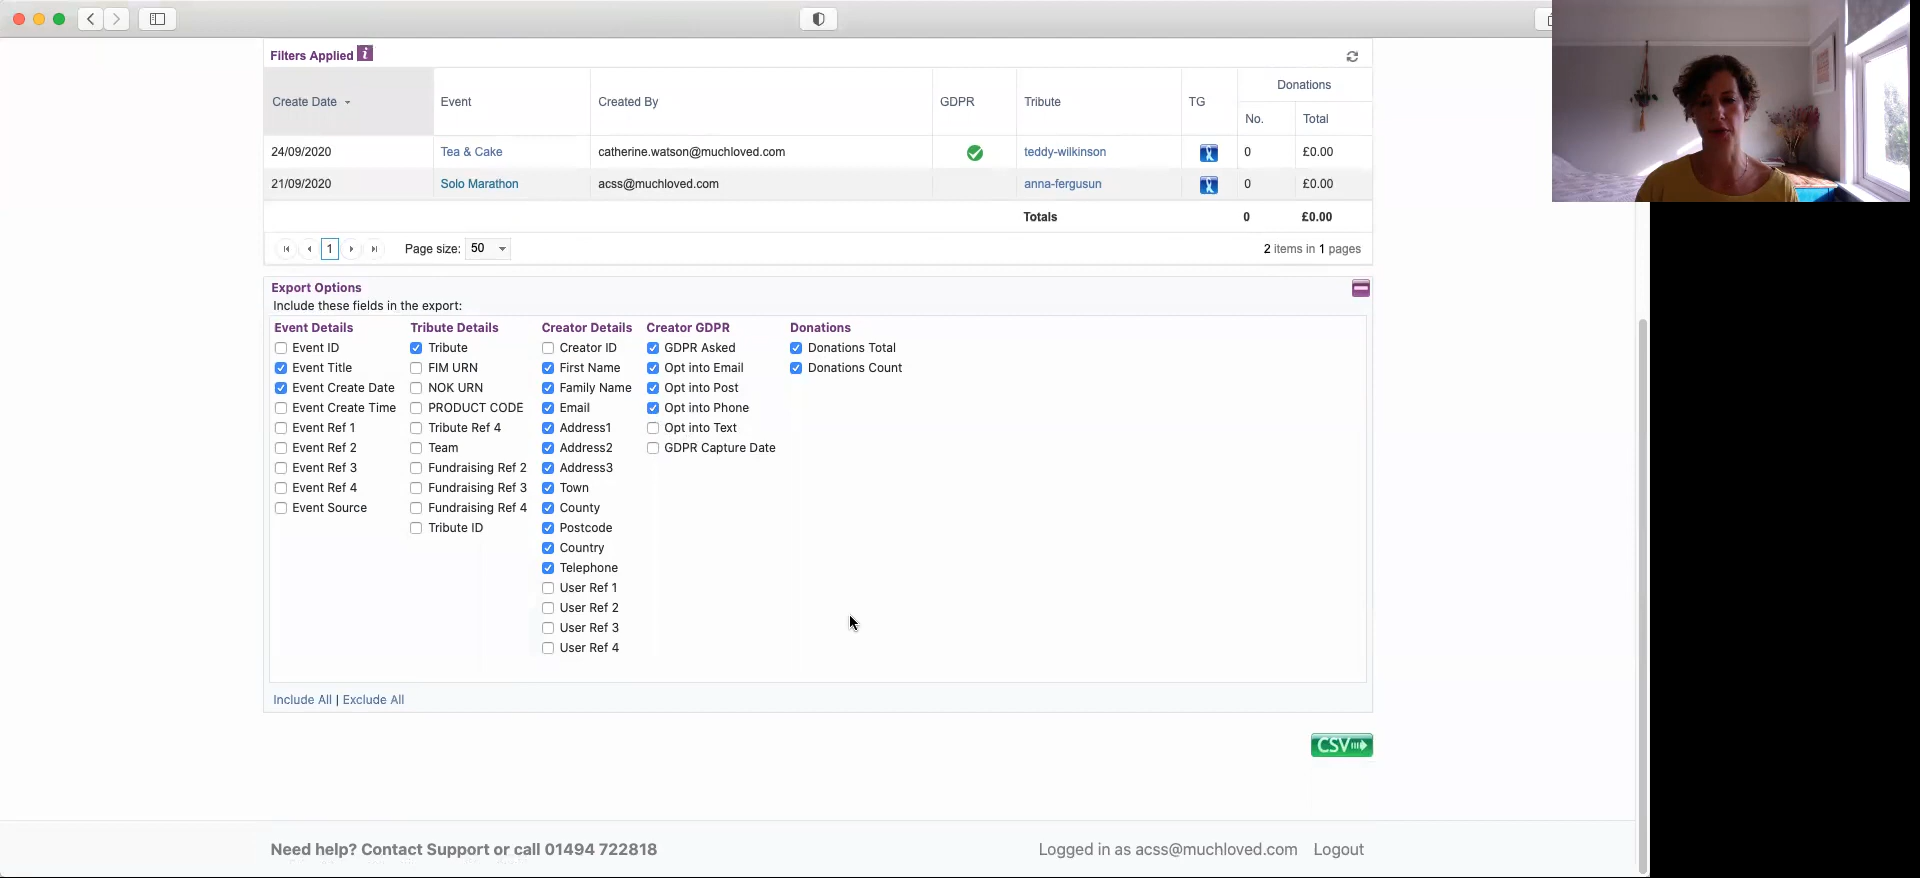 Filters Applied i
Donations
Create Date Event Created By GDPR Tribute TG No. Total
24/09/2020 Tea & Cake catherine.watson@muchloved.com teddy-wilkinson 0 £0.00
21/09/2020 Solo Marathon acss@muchloved.com anna-fergusun 0 £0.00
Totals 0 £0.00
1 Page size: 50 2 items in 1 pages
Export Options
Include these fields in the export:
Event Details Tribute Details Creator Details Creator GDPR Donations
Event ID Tribute Creator ID GDPR Asked Donations Total
Event Title FIM URN First Name Opt into Email Donations Count
Event Create Date NOK URN Family Name Opt into Post
Event Create Time PRODUCT CODE Email Opt into Phone
Event Ref 1 Tribute Ref 4 Address1 Opt into Text
Event Ref 2 Team Address2 GDPR Capture Date
Event Ref 3 Fundraising Ref 2 Address3
Event Ref 4 Fundraising Ref 3 Town
Event Source Fundraising Ref 4 County
Tribute ID Postcode
Country
Telephone
User Ref 1
User Ref 2
User Ref 3
User Ref 4
Include All | Exclude All
CSV
Need help? Contact Support or call 01494 722818 Logged in as acss@muchloved.com Logout